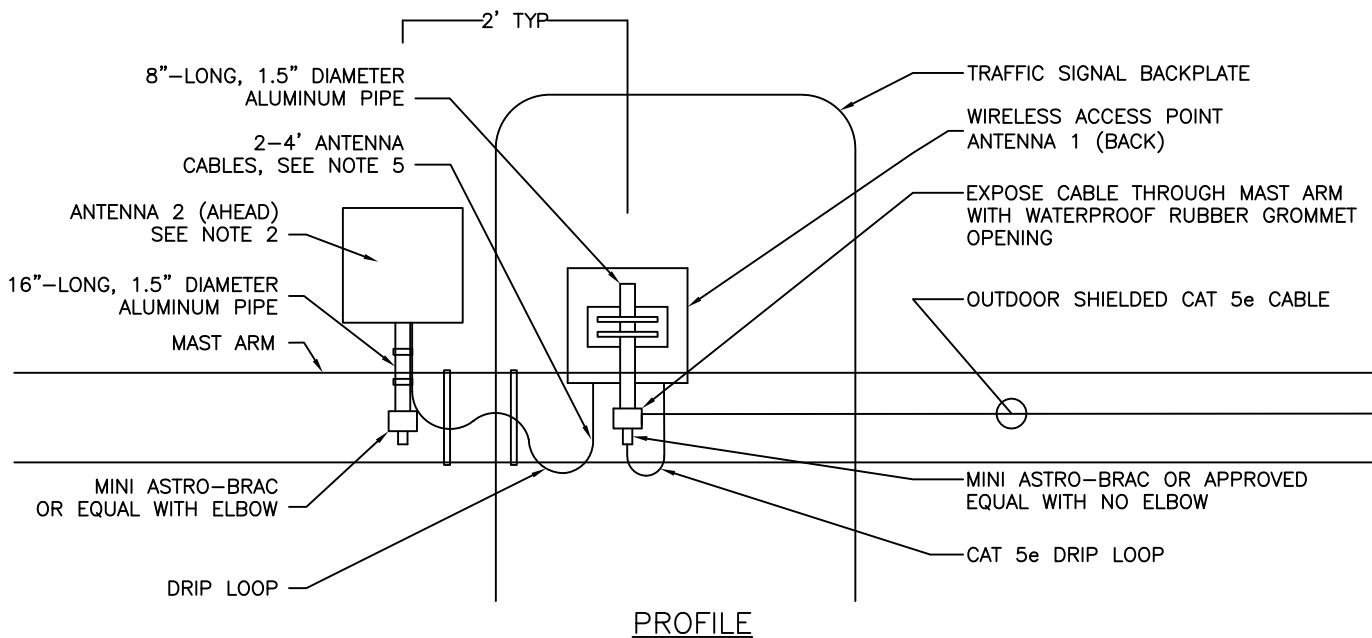 2' TYP
8"-LONG, 1.5" DIAMETER
ALUMINUM PIPE
2-4' ANTENNA
CABLES, SEE NOTE 5
ANTENNA 2 (AHEAD)
SEE NOTE 2
16"-LONG, 1.5" DIAMETER
ALUMINUM PIPE
MAST ARM
MINI ASTRO-BRAC
OR EQUAL WITH ELBOW
DRIP LOOP
TRAFFIC SIGNAL BACKPLATE
WIRELESS ACCESS POINT
ANTENNA 1 (BACK)
EXPOSE CABLE THROUGH MAST ARM
WITH WATERPROOF RUBBER GROMMET
OPENING
OUTDOOR SHIELDED CAT 5e CABLE
MINI ASTRO-BRAC OR APPROVED
EQUAL WITH NO ELBOW
CAT 5e DRIP LOOP
PROFILE